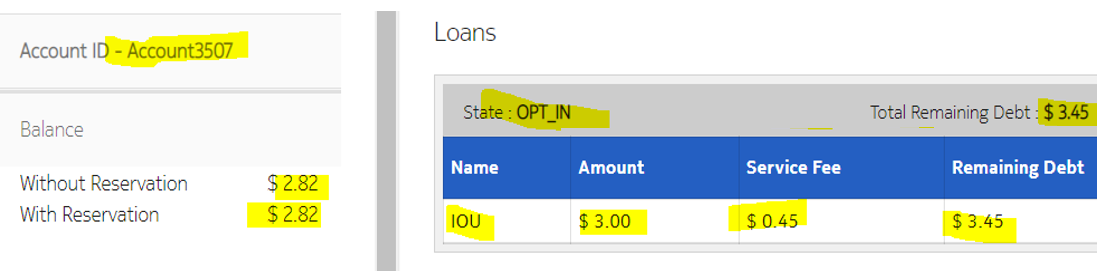 Account ID - Account3507
Balance
Without Reservation $ 2.82
With Reservation $ 2.82
Loans
State : OPT_IN Total Remaining Debt : $ 3.45
Name Amount Service Fee Remaining Debt
IOU $ 3.00 $ 0.45 $ 3.45